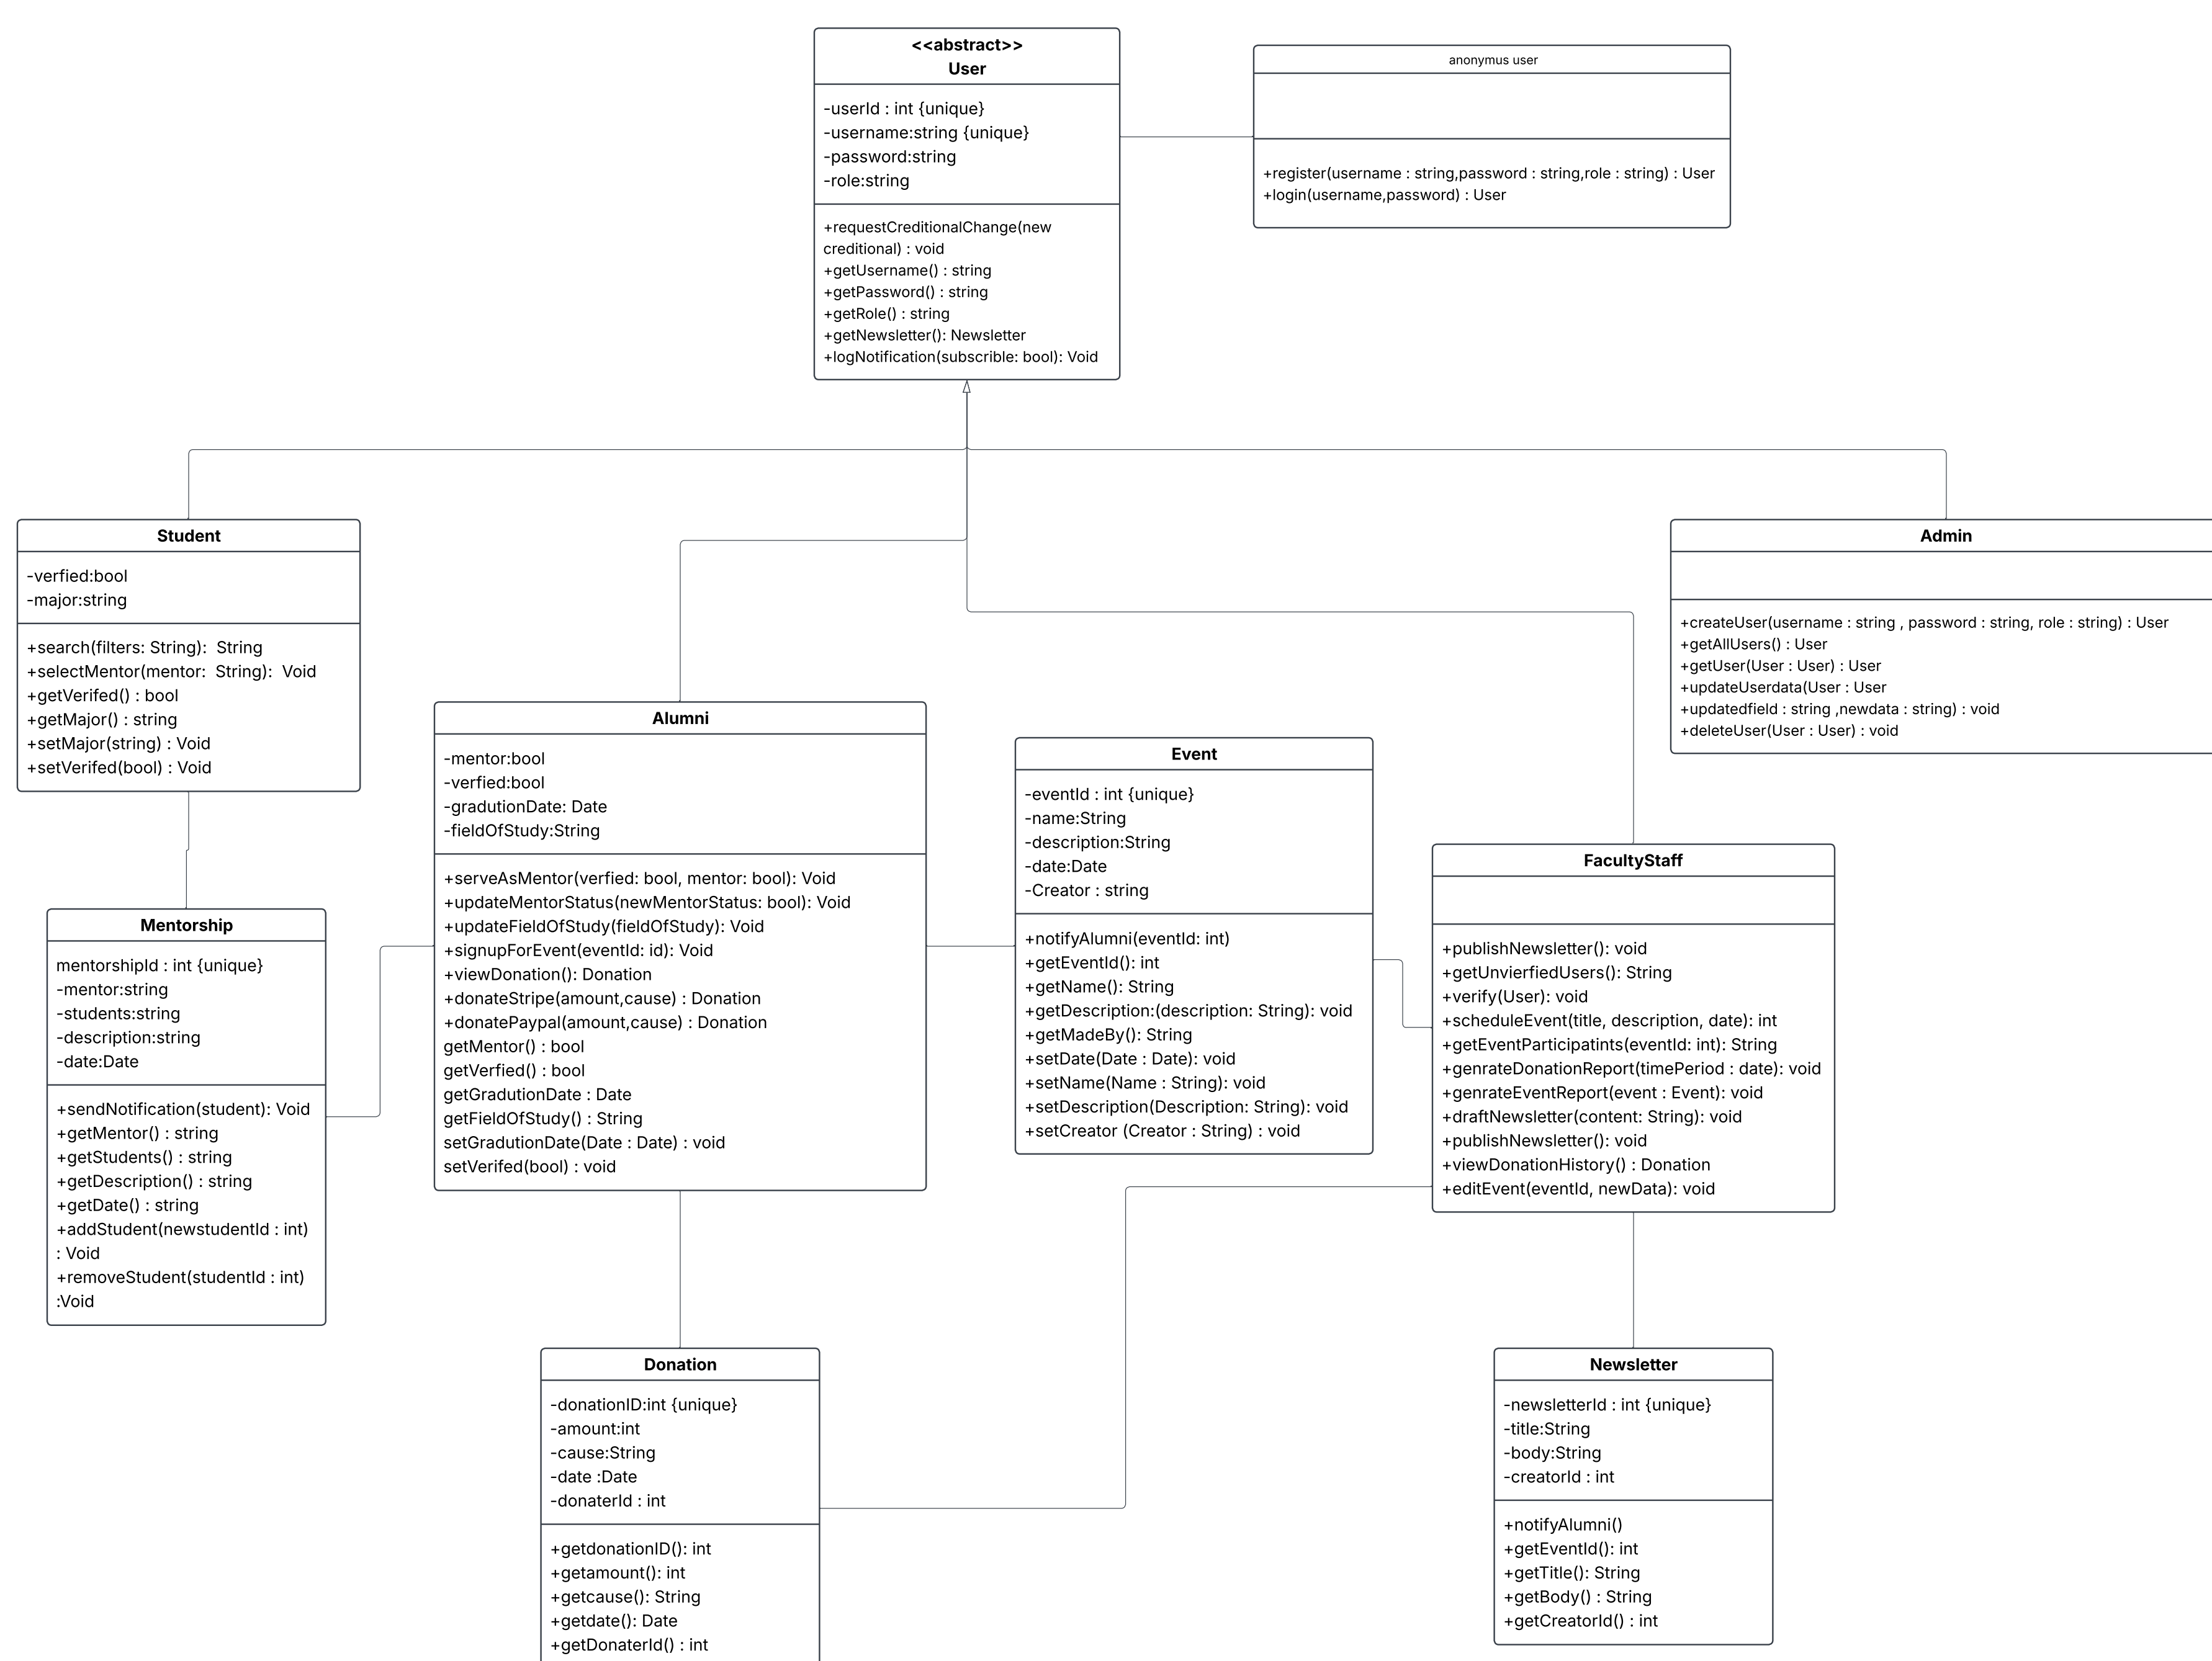 <<abstract>>
User
-userId : int {unique}
-username:string {unique}
-password:string
-role:string
+requestCreditionalChange(new
creditional) : void
+getUsername() : string
+getPassword() : string
+getRole() : string
+getNewsletter(): Newsletter
+logNotification(subscrible: bool): Void
anonymus user
+register(username : string,password : string,role : string) : User
+login(username,password) : User
Student
-verfied:bool
-major:string
+search(filters: String):  String
+selectMentor(mentor:  String):  Void
+getVerifed() : bool
+getMajor() : string
+setMajor(string) : Void
+setVerifed(bool) : Void
Admin
+createUser(username : string , password : string, role : string) : User
+getAllUsers() : User
+getUser(User : User) : User
+updateUserdata(User : User
+updatedfield : string ,newdata : string) : void
+deleteUser(User : User) : void
Alumni
-mentor:bool
-verfied:bool
-gradutionDate: Date
-fieldOfStudy:String
+serveAsMentor(verfied: bool, mentor: bool): Void
+updateMentorStatus(newMentorStatus: bool): Void
+updateFieldOfStudy(fieldOfStudy): Void
+signupForEvent(eventId: id): Void
+viewDonation(): Donation
+donateStripe(amount,cause) : Donation
+donatePaypal(amount,cause) : Donation
getMentor() : bool
getVerfied() : bool
getGradutionDate : Date
getFieldOfStudy() : String
setGradutionDate(Date : Date) : void
setVerifed(bool) : void
Event
-eventId : int {unique}
-name:String
-description:String
-date:Date
-Creator : string
+notifyAlumni(eventId: int)
+getEventId(): int
+getName(): String
+getDescription:(description: String): void
+getMadeBy(): String
+setDate(Date : Date): void
+setName(Name : String): void
+setDescription(Description: String): void
+setCreator (Creator : String) : void
FacultyStaff
+publishNewsletter(): void
+getUnvierfiedUsers(): String
+verify(User): void
+scheduleEvent(title, description, date): int
+getEventParticipatints(eventId: int): String
+genrateDonationReport(timePeriod : date): void
+genrateEventReport(event : Event): void
+draftNewsletter(content: String): void
+publishNewsletter(): void
+viewDonationHistory() : Donation
+editEvent(eventId, newData): void
Mentorship
mentorshipId : int {unique}
-mentor:string
-students:string
-description:string
-date:Date
+sendNotification(student): Void
+getMentor() : string
+getStudents() : string
+getDescription() : string
+getDate() : string
+addStudent(newstudentId : int)
: Void
+removeStudent(studentId : int)
:Void
Donation
-donationID:int {unique}
-amount:int
-cause:String
-date :Date
-donaterId : int
+getdonationID(): int
+getamount(): int
+getcause(): String
+getdate(): Date
+getDonaterId() : int
Newsletter
-newsletterId : int {unique}
-title:String
-body:String
-creatorId : int
+notifyAlumni()
+getEventId(): int
+getTitle(): String
+getBody() : String
+getCreatorId() : int